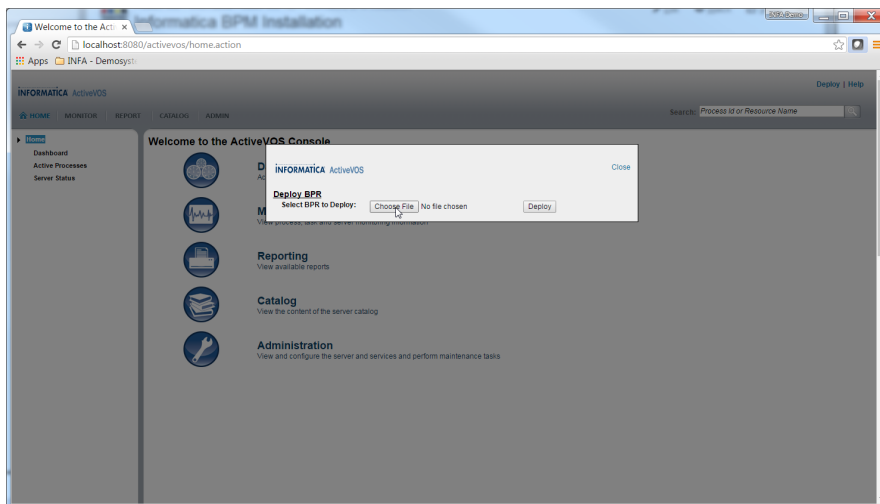 Informatica BPM Installation
INFA-Demo
Welcome to the Acti ×
localhost:8080/activevos/home.action
Apps INFA - Demosyst
INFORMATICA ActiveVOS
Deploy | Help
HOME MONITOR REPORT CATALOG ADMIN
Search: Process Id or Resource Name
Home
Dashboard
Active Processes
Server Status
Welcome to the ActiveVOS Console
INFORMATICA ActiveVOS
Close
Deploy BPR
Select BPR to Deploy: Choose File No file chosen Deploy
View process, task and server monitoring information
Reporting
View available reports
Catalog
View the content of the server catalog
Administration
View and configure the server and services and perform maintenance tasks